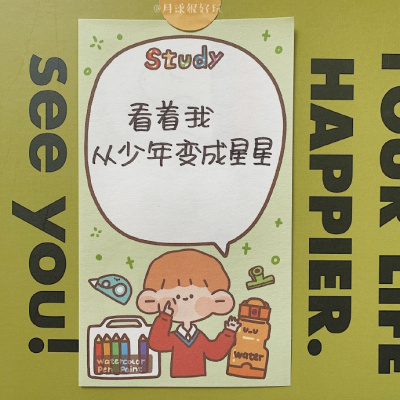 @月球很好玩
Study
看着我
从少年变成星星
Watercolor
Pen Paint
U_U
water
see you!
YOUR LIFE
HAPPIER.